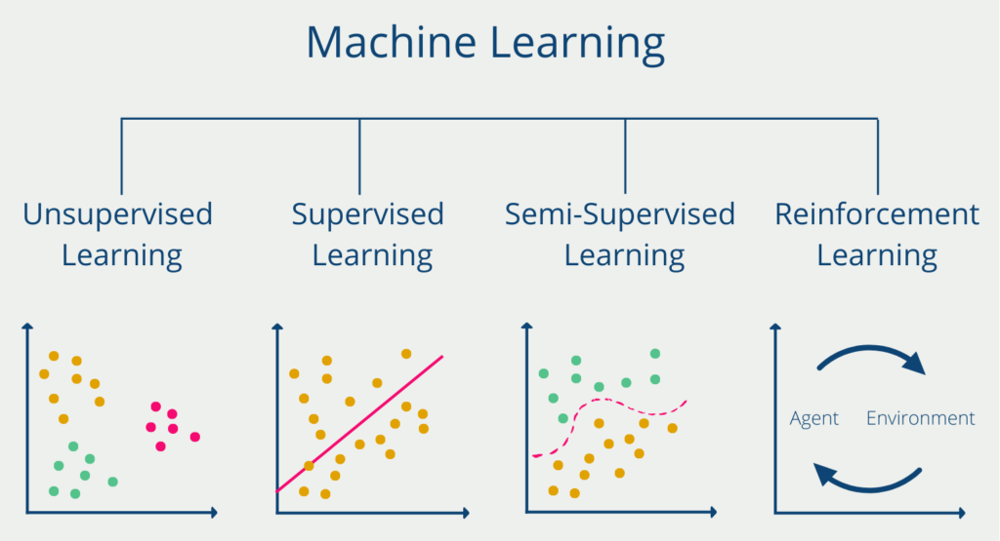 Machine Learning
Unsupervised
Learning
Supervised
Learning
Semi-Supervised
Learning
Reinforcement
Learning
Agent
Environment